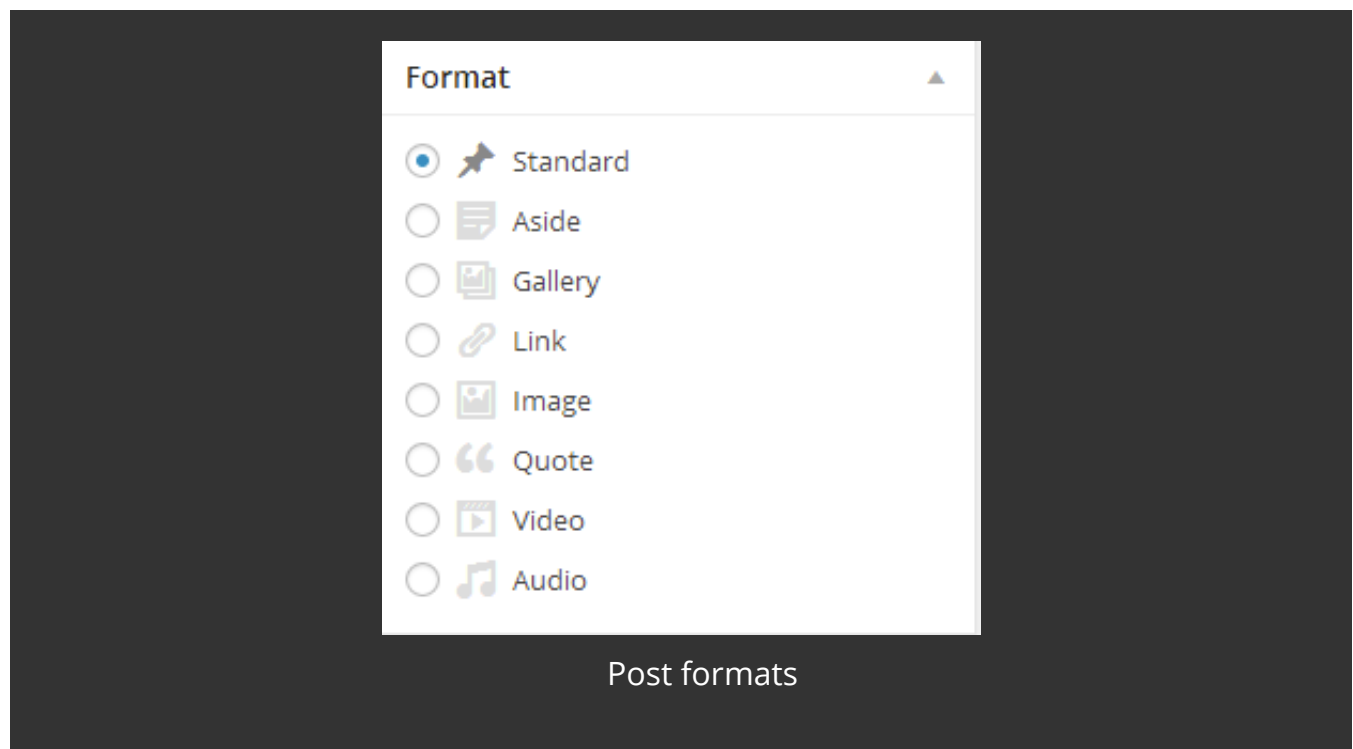 Format
Standard
Aside
Gallery
Link
Image
Quote
Video
Audio
Post formats